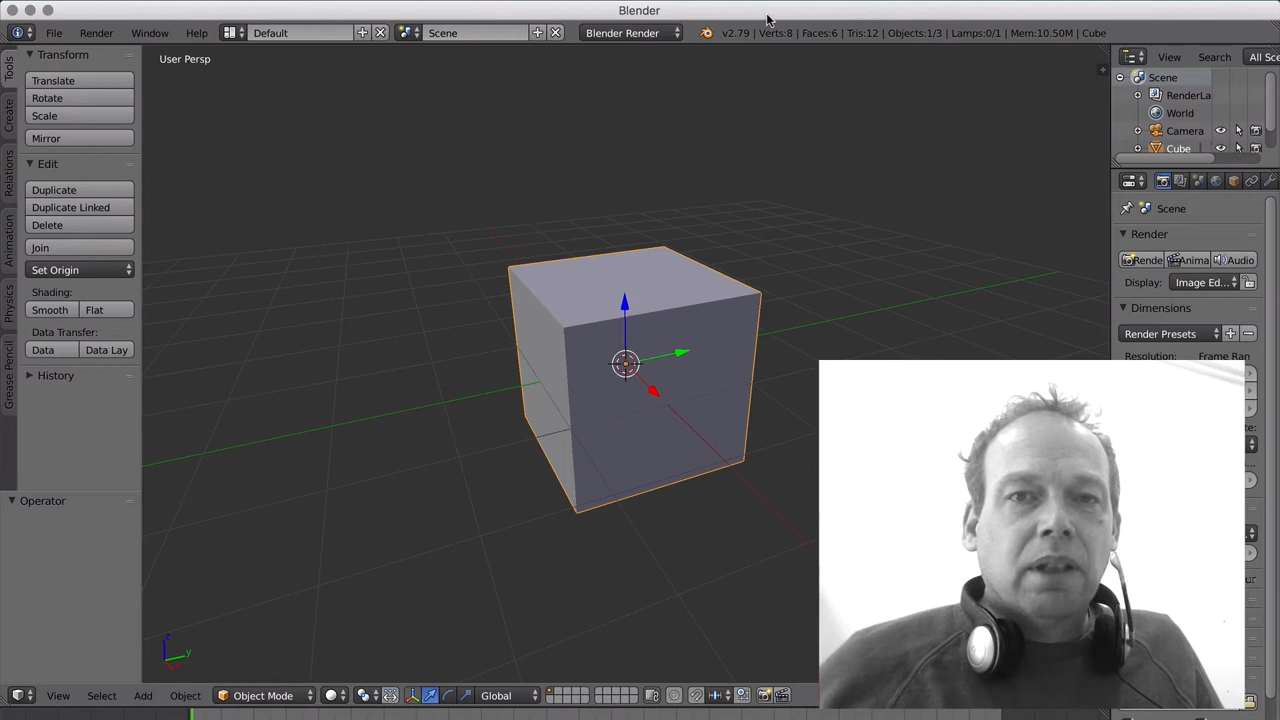 Blender
File Render Window Help Default Scene Blender Render v2.79 | Verts:8 | Faces:6 | Tris:12 | Objects:1/3 | Lamps:0/1 | Mem:10.50M | Cube
Tools
Create
Relations
Animation
Physics
Grease Pencil
Transform
Translate
Rotate
Scale
Mirror
Edit
Duplicate
Duplicate Linked
Delete
Join
Set Origin
Shading:
Smooth Flat
Data Transfer:
Data Data Lay
History
Operator
User Persp
z
y
View Search All Sce
Scene
RenderLa
World
Camera
Cube
Scene
Render
Rende Anima Audio
Display: Image Ed...
Dimensions
Render Presets
Resolution: Frame Ran
View Select Add Object Object Mode Global